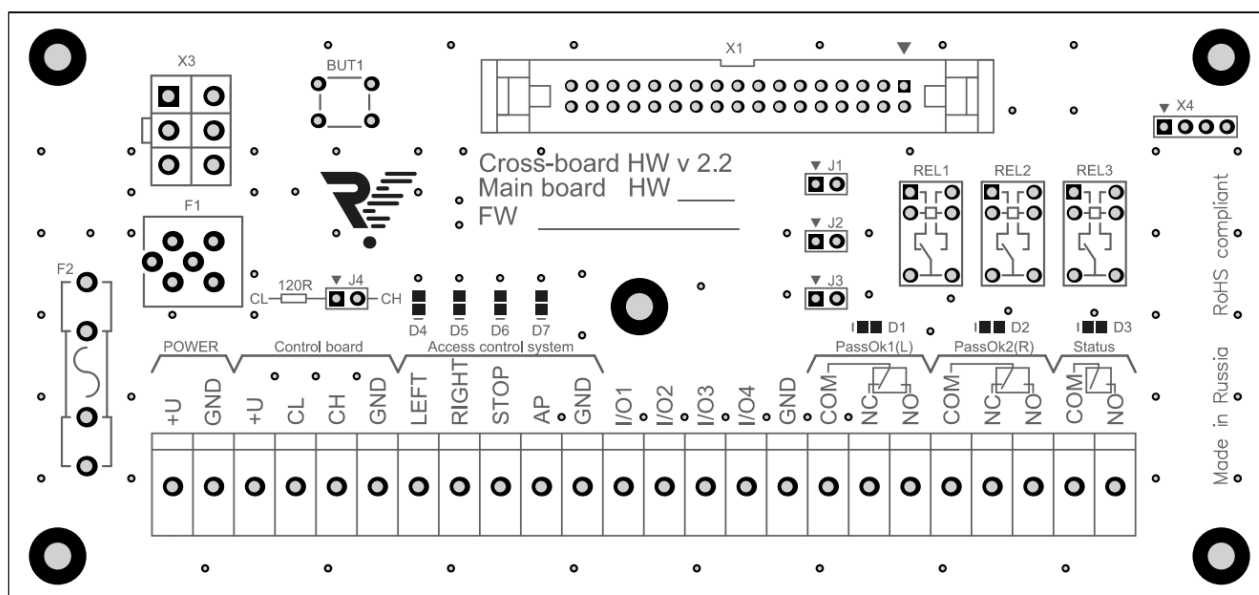 X1
X3
BUT1
X4
Cross-board HW v 2.2
Main board HW ____
FW ________________
J1
REL1
REL2
REL3
F1
J2
F2
120R
J4
J3
CL
CH
D4
D5
D6
D7
D1
D2
D3
POWER
Control board
Access control system
PassOk1(L)
PassOk2(R)
Status
+U
GND
+U
CL
CH
GND
LEFT
RIGHT
STOP
AP
GND
I/O1
I/O2
I/O3
I/O4
GND
COM
NC
NO
COM
NC
NO
COM
NO
Made in Russia RoHS compliant